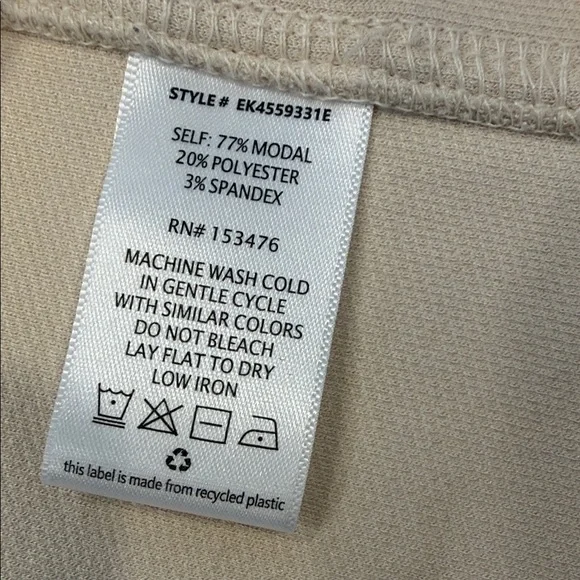 STYLE # EK4559331E
SELF: 77% MODAL
20% POLYESTER
3% SPANDEX
RN# 153476
MACHINE WASH COLD
IN GENTLE CYCLE
WITH SIMILAR COLORS
DO NOT BLEACH
LAY FLAT TO DRY
LOW IRON
this label is made from recycled plastic